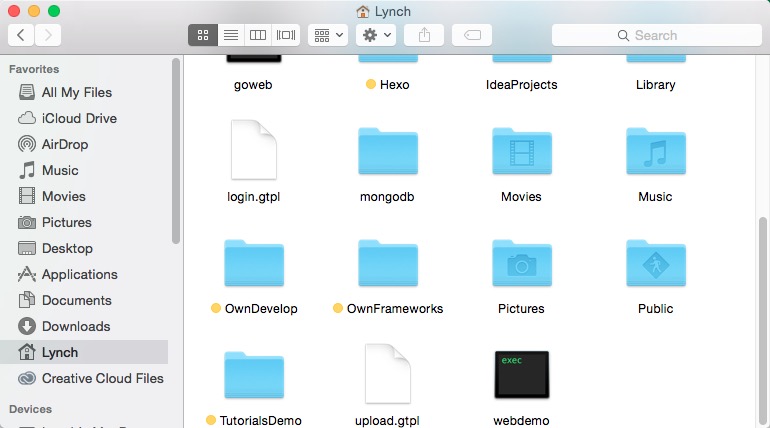 Lynch
Search
Favorites
All My Files
iCloud Drive
AirDrop
Music
Movies
Pictures
Desktop
Applications
Documents
Downloads
Lynch
Creative Cloud Files
Devices
goweb
Hexo
IdeaProjects
Library
login.gtpl
mongodb
Movies
Music
OwnDevelop
OwnFrameworks
Pictures
Public
exec
TutorialsDemo
upload.gtpl
webdemo